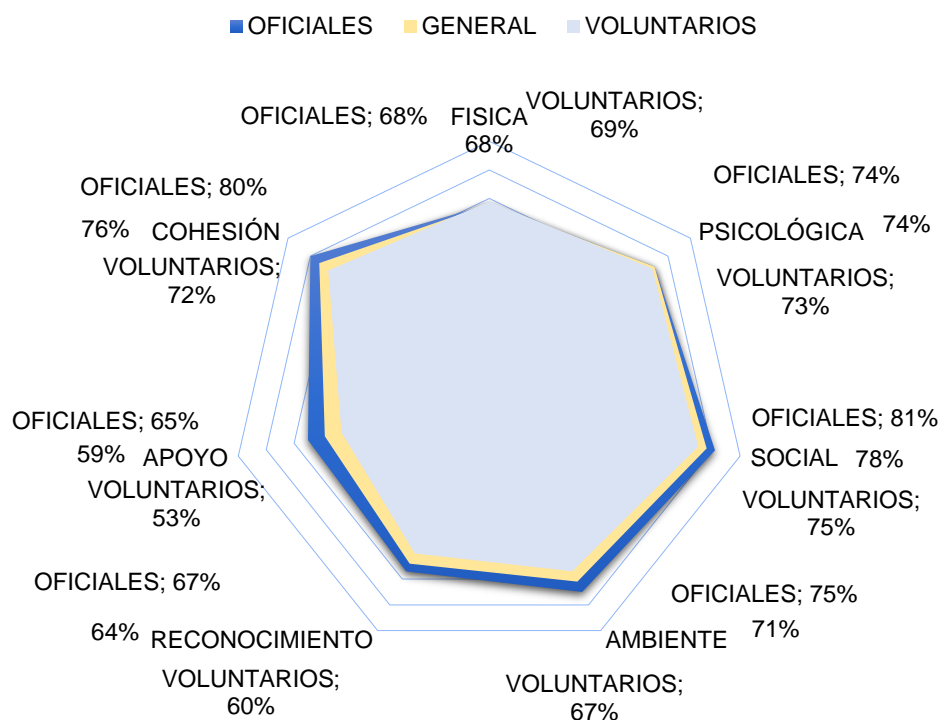 OFICIALES GENERAL VOLUNTARIOS
OFICIALES; 68%
FISICA
68%
VOLUNTARIOS;
69%
OFICIALES; 74%
PSICOLÓGICA 74%
VOLUNTARIOS;
73%
OFICIALES; 81%
SOCIAL 78%
VOLUNTARIOS;
75%
OFICIALES; 75%
71%
AMBIENTE
VOLUNTARIOS;
67%
OFICIALES; 67%
64% RECONOCIMIENTO
VOLUNTARIOS;
60%
OFICIALES; 65%
59% APOYO
VOLUNTARIOS;
53%
OFICIALES; 80%
76% COHESIÓN
VOLUNTARIOS;
72%